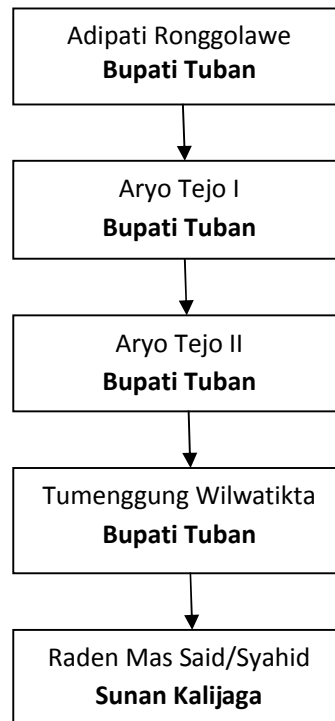 Adipati Ronggolawe
Bupati Tuban
Aryo Tejo I
Bupati Tuban
Aryo Tejo II
Bupati Tuban
Tumenggung Wilwatikta
Bupati Tuban
Raden Mas Said/Syahid
Sunan Kalijaga